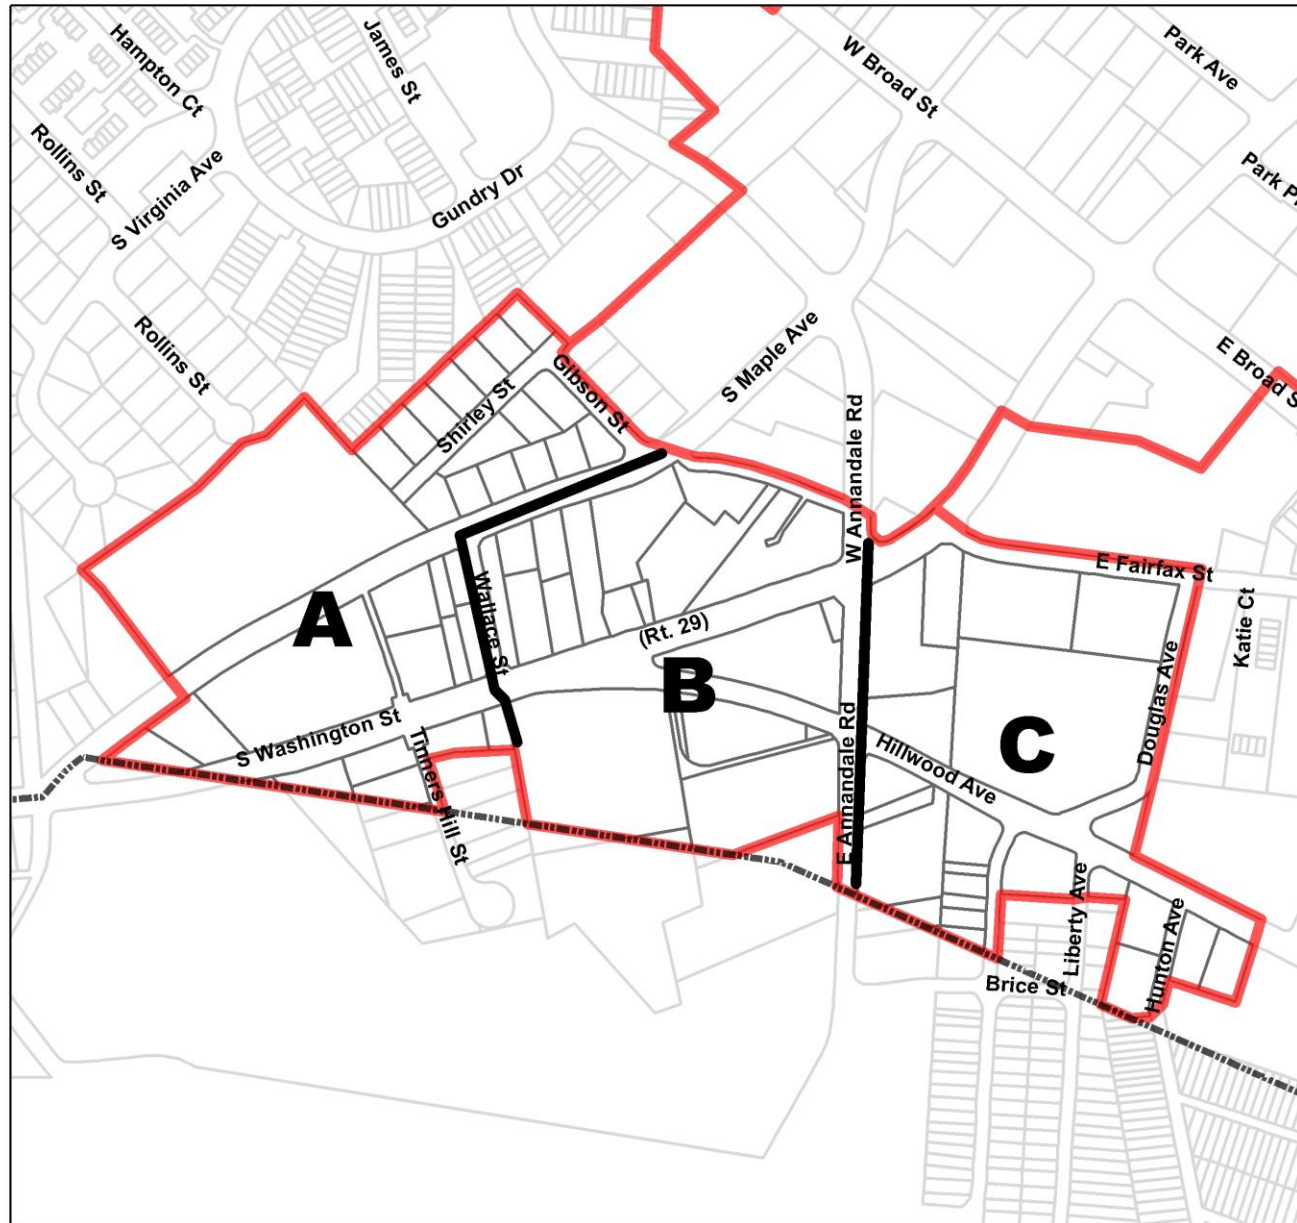 Hampton Ct
James St
W Broad St
Park Ave
Rollins St
S Virginia Ave
Gundry Dr
Park Pl
Rollins St
S Maple Ave
E Broad S
Shirley St
Gibson St
W Annandale Rd
E Fairfax St
Wallace St
A
(Rt. 29)
B
Katie Ct
Douglas Ave
S Washington St
Tinners Hill St
E Annandale Rd
Hillwood Ave
C
Liberty Ave
Hunton Ave
Brice St